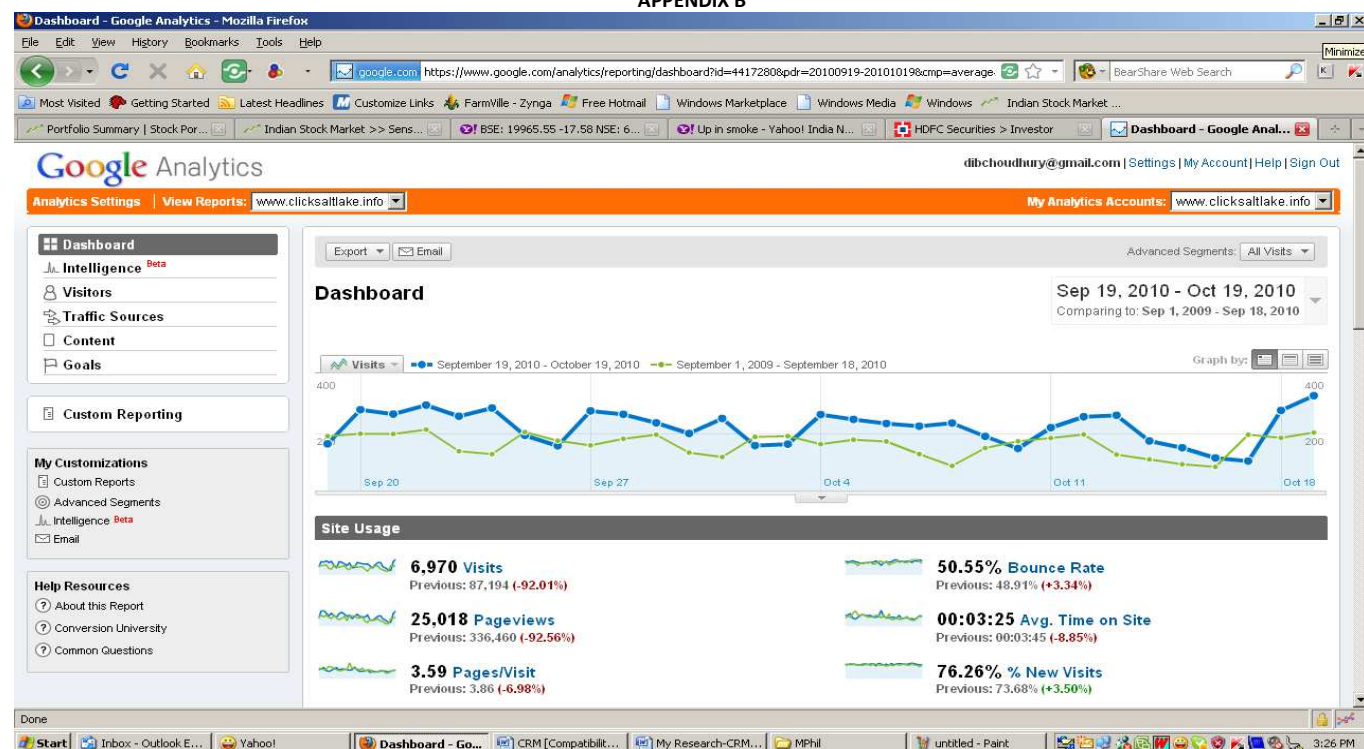 APPENDIX B
Dashboard - Google Analytics - Mozilla Firefox
File Edit View History Bookmarks Tools Help
Minimize
google.com https://www.google.com/analytics/reporting/dashboard?id=4417280&pdr=20100919-20101019&cmp=average
BearShare Web Search
Most Visited Getting Started Latest Headlines Customize Links FarmVille - Zynga Free Hotmail Windows Marketplace Windows Media Windows Indian Stock Market ...
Portfolio Summary | Stock Por... Indian Stock Market >> Sens... BSE: 19965.55 -17.58 NSE: 6... Up in smoke - Yahoo! India N... HDFC Securities > Investor Dashboard - Google Anal...
Google Analytics
dibchoudhury@gmail.com | Settings | My Account | Help | Sign Out
Analytics Settings | View Reports: www.clicksaltlake.info
My Analytics Accounts: www.clicksaltlake.info
Dashboard
Intelligence Beta
Visitors
Traffic Sources
Content
Goals
Custom Reporting
My Customizations
Custom Reports
Advanced Segments
Intelligence Beta
Email
Help Resources
About this Report
Conversion University
Common Questions
Export Email
Advanced Segments: All Visits
Dashboard
Sep 19, 2010 - Oct 19, 2010
Comparing to: Sep 1, 2009 - Sep 18, 2010
Visits September 19, 2010 - October 19, 2010 September 1, 2009 - September 18, 2010
Graph by:
400 400
200
Sep 20 Sep 27 Oct 4 Oct 11 Oct 18
Site Usage
6,970 Visits
Previous: 87,194 (-92.01%)
50.55% Bounce Rate
Previous: 48.91% (+3.34%)
25,018 Pageviews
Previous: 336,460 (-92.56%)
00:03:25 Avg. Time on Site
Previous: 00:03:45 (-8.85%)
3.59 Pages/Visit
Previous: 3.86 (-6.98%)
76.26% % New Visits
Previous: 73.68% (+3.50%)
Done
Start Inbox - Outlook E... Yahoo! Dashboard - Go... CRM [Compatibilit... My Research-CRM... MPhil untitled - Paint 3:26 PM